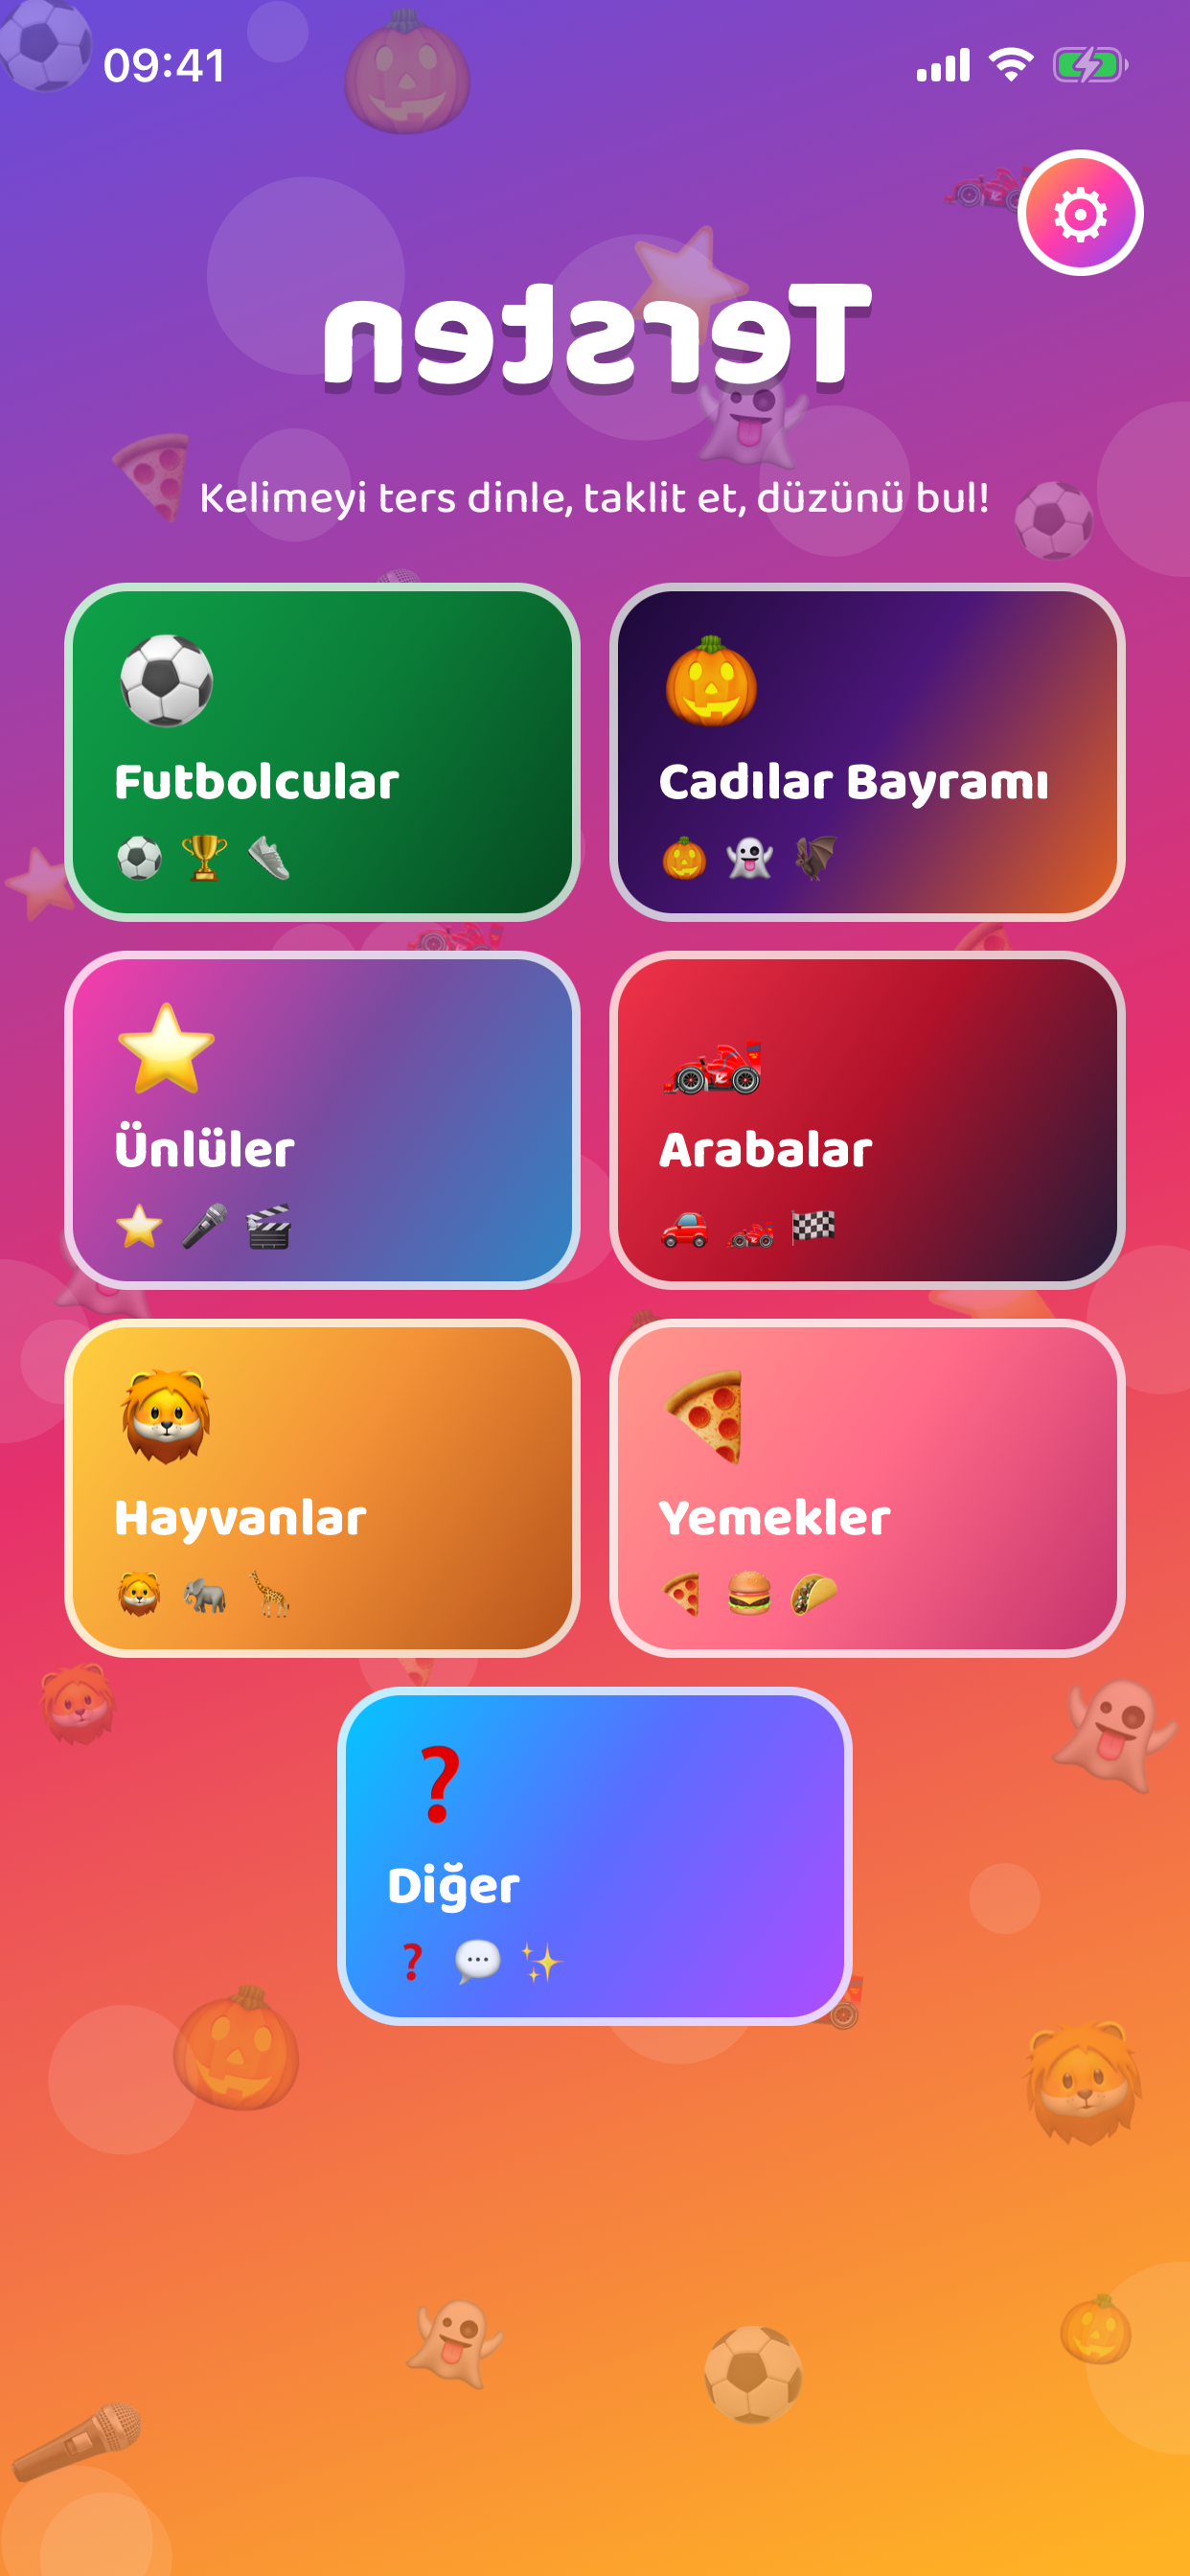 09:41
Tersten
Kelimeyi ters dinle, taklit et, düzünü bul!
Futbolcular
Cadılar Bayramı
Ünlüler
Arabalar
Hayvanlar
Yemekler
Diğer